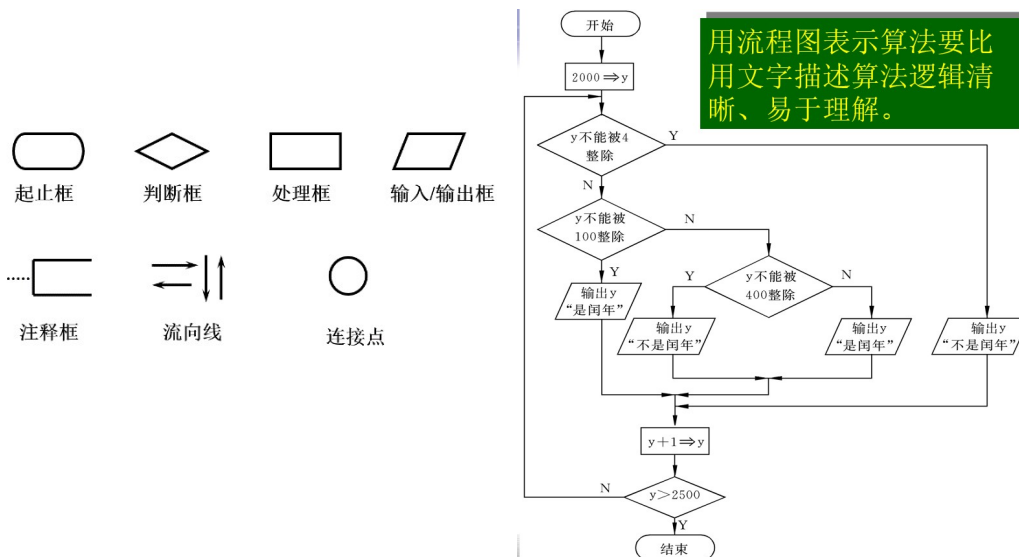 起止框
判断框
处理框
输入/输出框
注释框
流向线
连接点
用流程图表示算法要比
用文字描述算法逻辑清
晰、易于理解。
开始
2000⇒y
y不能被4
整除
Y
N
y不能被
100整除
N
Y
y不能被
400整除
Y
N
输出y
“是闰年”
输出y
“不是闰年”
输出y
“是闰年”
输出y
“不是闰年”
y+1⇒y
y>2500
N
Y
结束